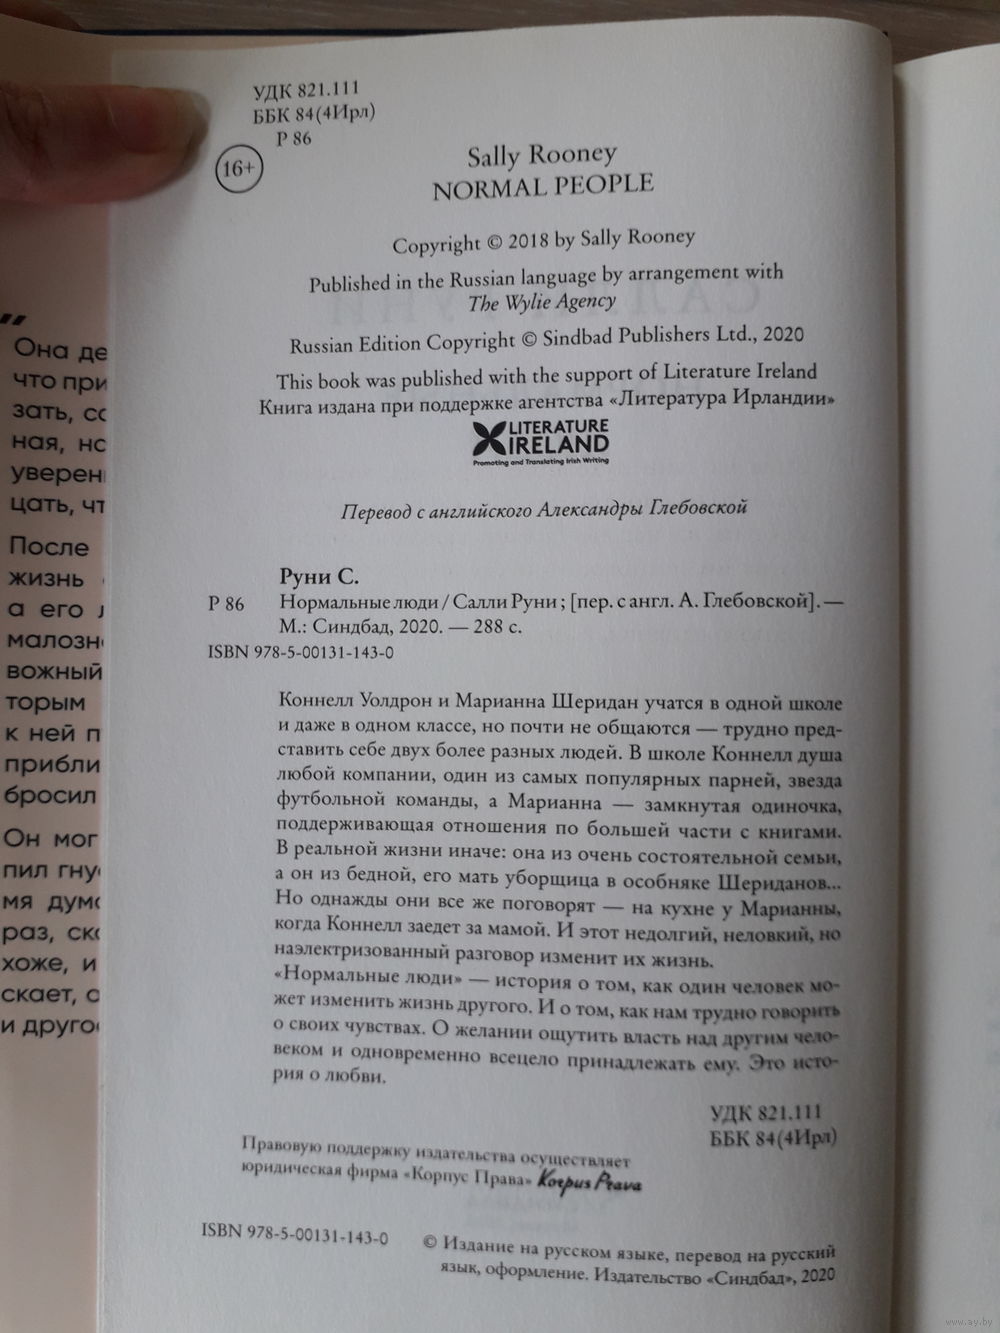 УДК 821.111
ББК 84(4Ирл)
Р 86
16+
Sally Rooney
NORMAL PEOPLE
Copyright © 2018 by Sally Rooney
Published in the Russian language by arrangement with
The Wylie Agency
Russian Edition Copyright © Sindbad Publishers Ltd., 2020
This book was published with the support of Literature Ireland
Книга издана при поддержке агентства «Литература Ирландии»
LITERATURE
IRELAND
Promoting and Translating Irish Writing
Перевод с английского Александры Глебовской
Руни С.
Р 86 Нормальные люди / Салли Руни ; [пер. с англ. А. Глебовской]. —
М.: Синдбад, 2020. — 288 с.
ISBN 978-5-00131-143-0
Коннелл Уолдрон и Марианна Шеридан учатся в одной школе
и даже в одном классе, но почти не общаются — трудно пред-
ставить себе двух более разных людей. В школе Коннелл душа
любой компании, один из самых популярных парней, звезда
футбольной команды, а Марианна — замкнутая одиночка,
поддерживающая отношения по большей части с книгами.
В реальной жизни иначе: она из очень состоятельной семьи,
а он из бедной, его мать уборщица в особняке Шериданов...
Но однажды они все же поговорят — на кухне у Марианны,
когда Коннелл заедет за мамой. И этот недолгий, неловкий, но
наэлектризованный разговор изменит их жизнь.
«Нормальные люди» — история о том, как один человек мо-
жет изменить жизнь другого. И о том, как нам трудно говорить
о своих чувствах. О желании ощутить власть над другим чело-
веком и одновременно всецело принадлежать ему. Это исто-
рия о любви.
УДК 821.111
ББК 84(4Ирл)
Правовую поддержку издательства осуществляет
юридическая фирма «Корпус Права» Korpus Prava
ISBN 978-5-00131-143-0
© Издание на русском языке, перевод на русский
язык, оформление. Издательство «Синдбад», 2020
"
Она де
что при
зать, со
ная, но
уверен
цать, чт
После
жизнь
а его
малозн
вожный
торым
к ней п
прибли
бросил
Он мог
пил гну
мя дум
раз, ск
хоже, и
скает, с
и друго
www.ay.by